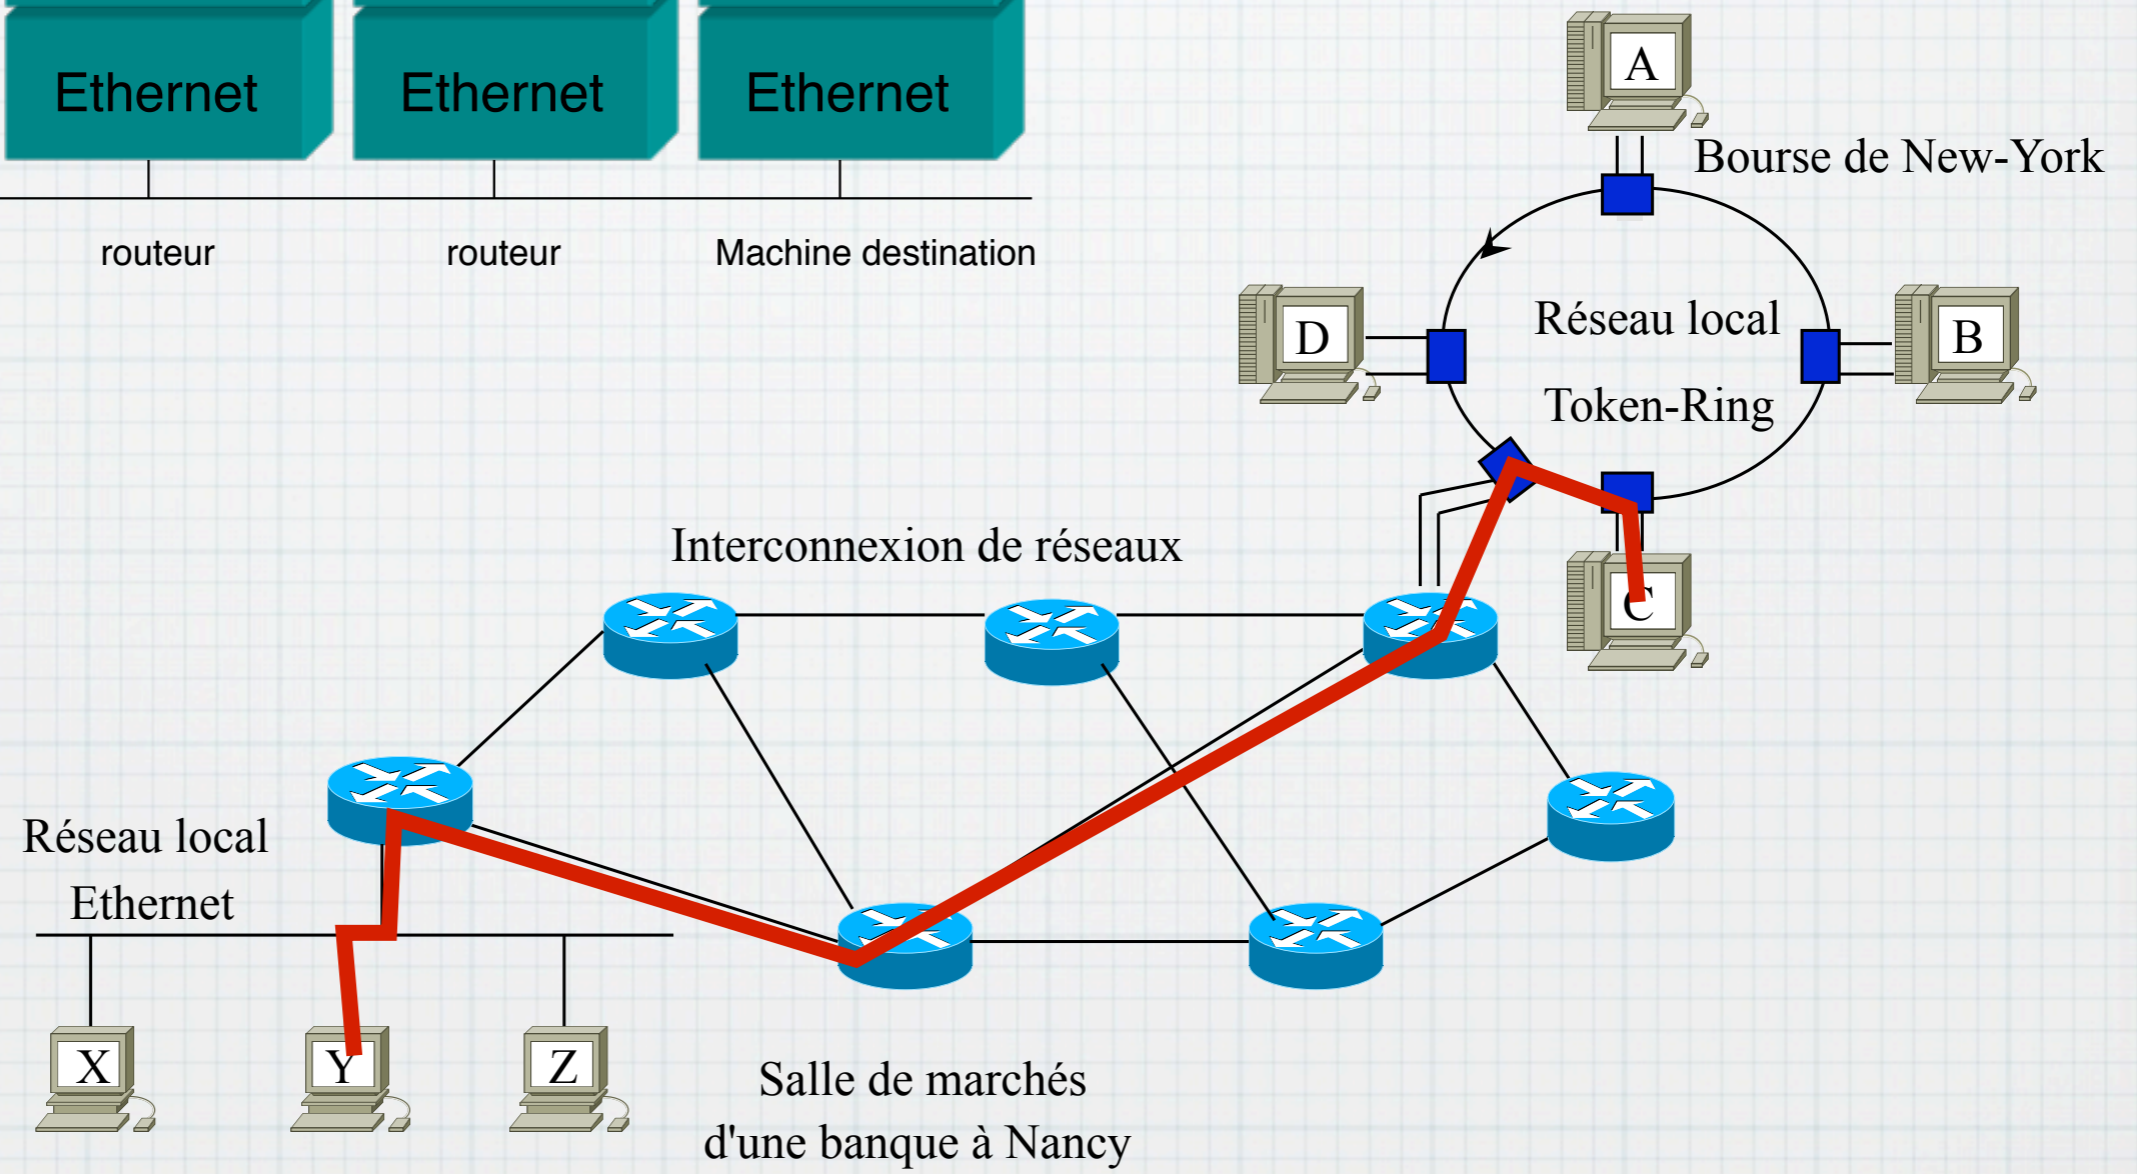 Ethernet Ethernet Ethernet
routeur routeur Machine destination
A
Bourse de New-York
D
Réseau local
B
Token-Ring
Interconnexion de réseaux
C
Réseau local
Ethernet
X Y Z
Salle de marchés
d'une banque à Nancy